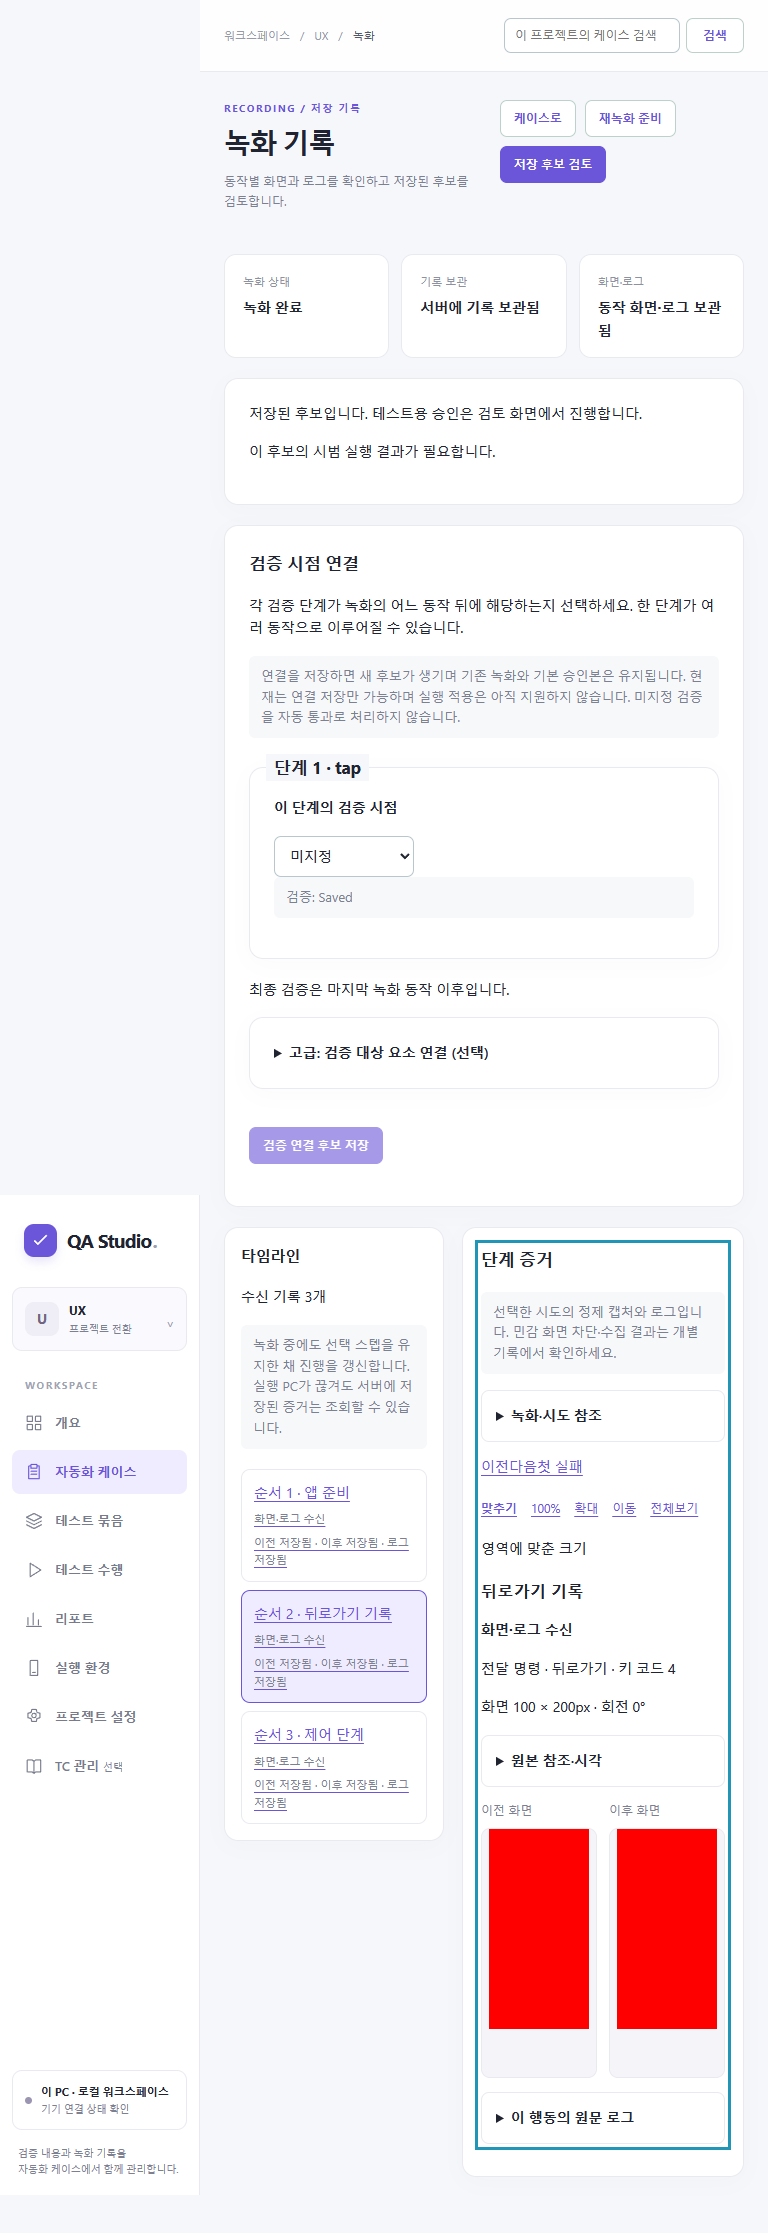 워크스페이스 / UX / 녹화
이 프로젝트의 케이스 검색
검색
RECORDING / 저장 기록
녹화 기록
동작별 화면과 로그를 확인하고 저장된 후보를
검토합니다.
케이스로
재녹화 준비
저장 후보 검토
녹화 상태
녹화 완료
기록 보관
서버에 기록 보관됨
화면·로그
동작 화면·로그 보관
됨
저장된 후보입니다. 테스트용 승인은 검토 화면에서 진행합니다.
이 후보의 시범 실행 결과가 필요합니다.
검증 시점 연결
각 검증 단계가 녹화의 어느 동작 뒤에 해당하는지 선택하세요. 한 단계가 여
러 동작으로 이루어질 수 있습니다.
연결을 저장하면 새 후보가 생기며 기존 녹화와 기본 승인본은 유지됩니다. 현
재는 연결 저장만 가능하며 실행 적용은 아직 지원하지 않습니다. 미지정 검증
을 자동 통과로 처리하지 않습니다.
단계 1 · tap
이 단계의 검증 시점
미지정
검증: Saved
최종 검증은 마지막 녹화 동작 이후입니다.
▶ 고급: 검증 대상 요소 연결 (선택)
검증 연결 후보 저장
QA Studio.
U
UX
프로젝트 전환
v
WORKSPACE
개요
자동화 케이스
테스트 묶음
테스트 수행
리포트
실행 환경
프로젝트 설정
TC 관리 선택
이 PC · 로컬 워크스페이스
기기 연결 상태 확인
검증 내용과 녹화 기록을
자동화 케이스에서 함께 관리합니다.
타임라인
수신 기록 3개
녹화 중에도 선택 스텝을 유
지한 채 진행을 갱신합니다.
실행 PC가 끊겨도 서버에 저
장된 증거는 조회할 수 있습
니다.
순서 1 · 앱 준비
화면·로그 수신
이전 저장됨 · 이후 저장됨 · 로그
저장됨
순서 2 · 뒤로가기 기록
화면·로그 수신
이전 저장됨 · 이후 저장됨 · 로그
저장됨
순서 3 · 제어 단계
화면·로그 수신
이전 저장됨 · 이후 저장됨 · 로그
저장됨
단계 증거
선택한 시도의 정제 캡처와 로그입니
다. 민감 화면 차단·수집 결과는 개별
기록에서 확인하세요.
▶ 녹화·시도 참조
이전다음첫 실패
맞추기 100% 확대 이동 전체보기
영역에 맞춘 크기
뒤로가기 기록
화면·로그 수신
전달 명령 · 뒤로가기 · 키 코드 4
화면 100 × 200px · 회전 0°
▶ 원본 참조·시각
이전 화면
이후 화면
▶ 이 행동의 원문 로그